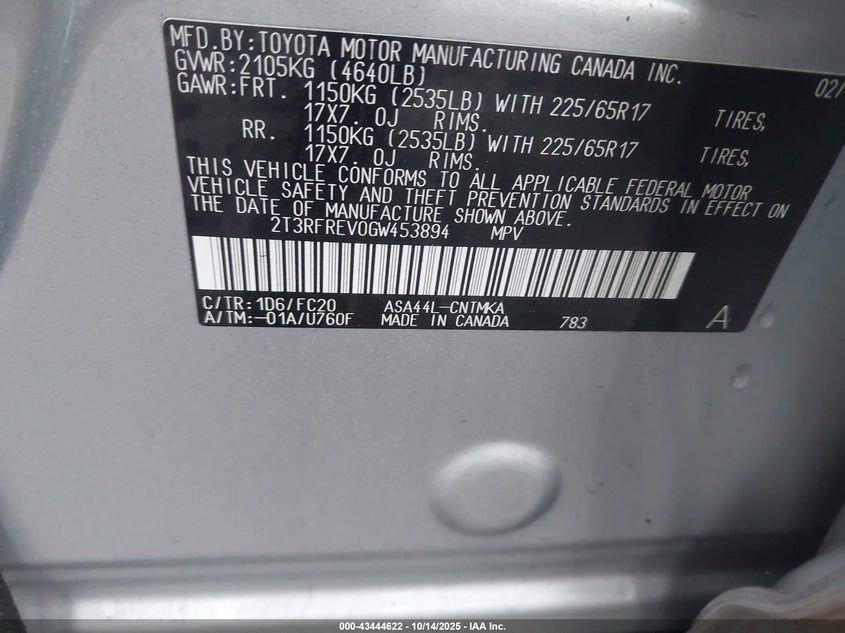 MFD.BY:TOYOTA MOTOR MANUFACTURING CANADA INC. 02/
GVWR:2105KG (4640LB)
GAWR:FRT. 1150KG (2535LB) WITH 225/65R17 TIRES,
17X7.0J RIMS.
RR. 1150KG (2535LB) WITH 225/65R17 TIRES,
17X7.0J RIMS.
THIS VEHICLE CONFORMS TO ALL APPLICABLE FEDERAL MOTOR
VEHICLE SAFETY AND THEFT PREVENTION STANDARDS IN EFFECT ON
THE DATE OF MANUFACTURE SHOWN ABOVE.
2T3RFREV0GW453894 MPV
C/TR:1D6/FC20 ASA44L-CNTMKA
A/TM:-01A/U760F MADE IN CANADA 783 A
000-43444622 - 10/14/2025 - IAA Inc.